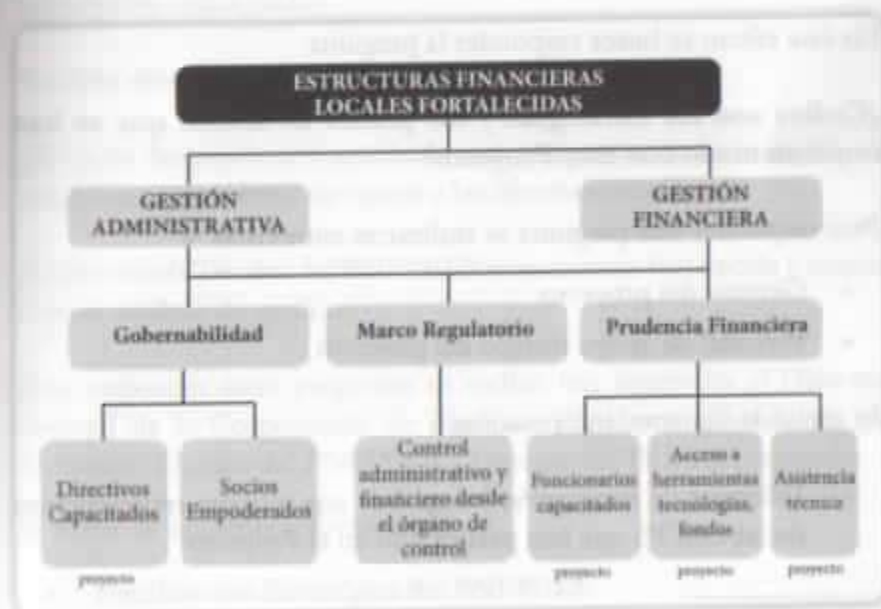 ESTRUCTURAS FINANCIERAS
LOCALES FORTALECIDAS
GESTIÓN
ADMINISTRATIVA
GESTIÓN
FINANCIERA
Gobernabilidad
Marco Regulatorio
Prudencia Financiera
Directivos
Capacitados
Socios
Empoderados
Control
administrativo y
financiero desde
el órgano de
control
Funcionarios
capacitados
Acceso a
herramientas
tecnologías,
fondos
Asistencia
técnica
proyecto
proyecto
proyecto
proyecto